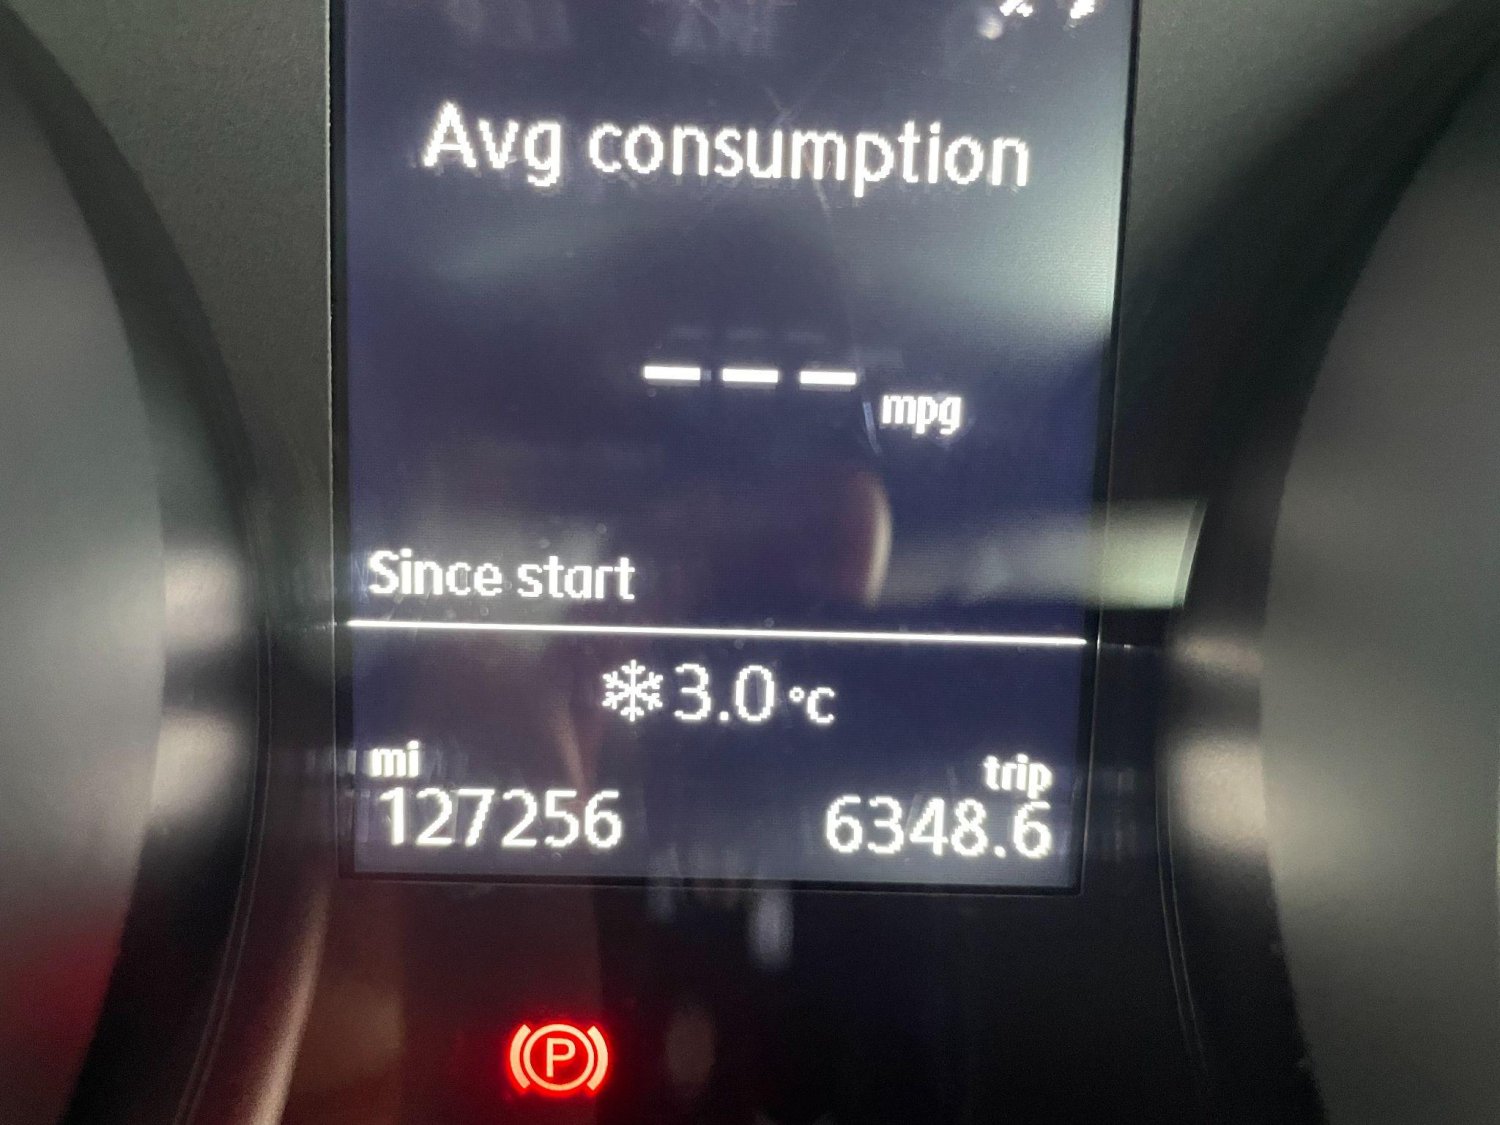 Avg consumption
--- mpg
Since start
3.0 °C
mi trip
127256 6348.6
P